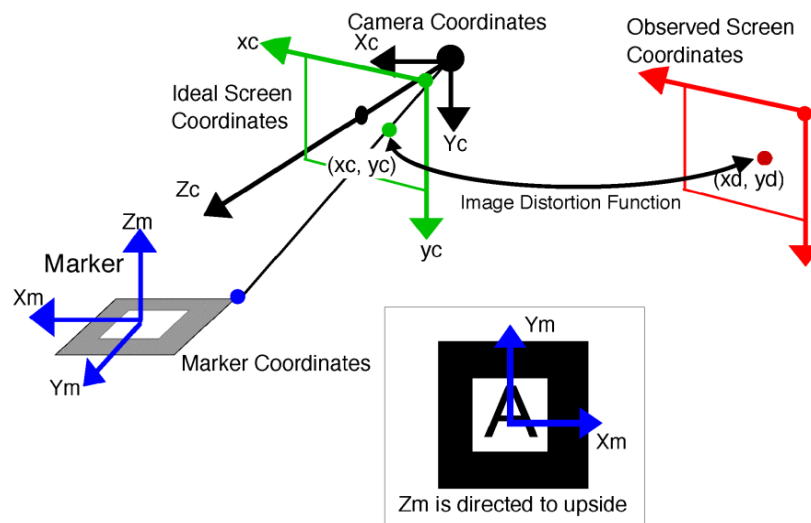 Camera Coordinates
xc
Xc
Observed Screen
Coordinates
Ideal Screen
Coordinates
Yc
(xc, yc)
(xd, yd)
Zc
Image Distortion Function
Zm
yc
Marker
Xm
Marker Coordinates
Ym
Ym
A
Xm
Zm is directed to upside